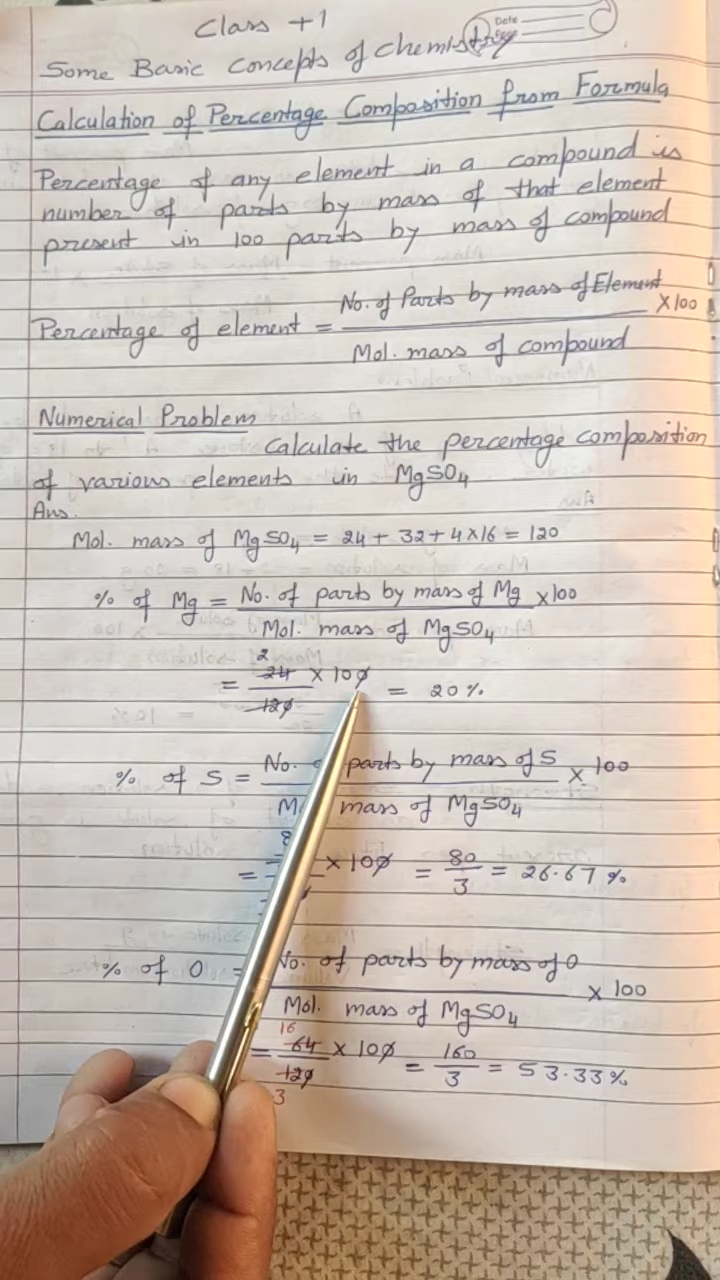 Class +1
Date
Page
Some Basic Concepts of Chemistry
Calculation of Percentage Composition from Formula
Percentage of any element in a compound is
number of parts by mass of that element
present in 100 parts by mass of compound
Percentage of element = No. of Parts by mass of Element / Mol. mass of compound × 100
Numerical Problem
Calculate the percentage composition
of various elements in MgSO4
Ans.
Mol. mass of MgSO4 = 24 + 32 + 4×16 = 120
% of Mg = No. of parts by mass of Mg / Mol. mass of MgSO4 × 100
2
= 24 / 120 × 100 = 20%
% of S = No. parts by mass of S / mass of MgSO4 × 100
8
= × 100 = 80 / 3 = 26.67 %
% of O = No. of parts by mass of O / Mol. mass of MgSO4 × 100
16
= 64 / 120 × 100 = 160 / 3 = 53.33%
3